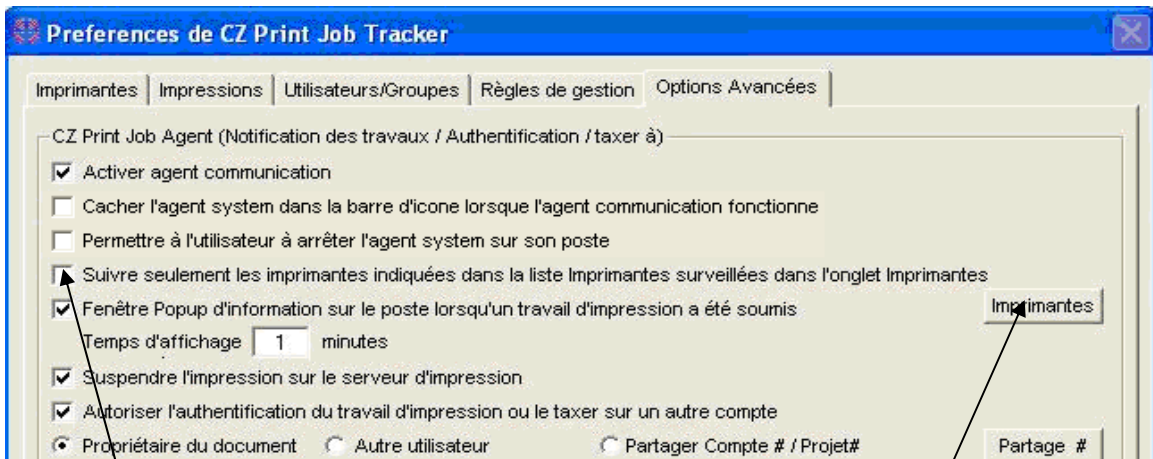 Preferences de CZ Print Job Tracker
Imprimantes Impressions Utilisateurs/Groupes Règles de gestion Options Avancées
CZ Print Job Agent (Notification des travaux / Authentification / taxer à)
Activer agent communication
Cacher l'agent system dans la barre d'icone lorsque l'agent communication fonctionne
Permettre à l'utilisateur à arrêter l'agent system sur son poste
Suivre seulement les imprimantes indiquées dans la liste Imprimantes surveillées dans l'onglet Imprimantes
Fenêtre Popup d'information sur le poste lorsqu'un travail d'impression a été soumis Imprimantes
Temps d'affichage 1 minutes
Suspendre l'impression sur le serveur d'impression
Autoriser l'authentification du travail d'impression ou le taxer sur un autre compte
Propriétaire du document Autre utilisateur Partager Compte # / Projet# Partage #